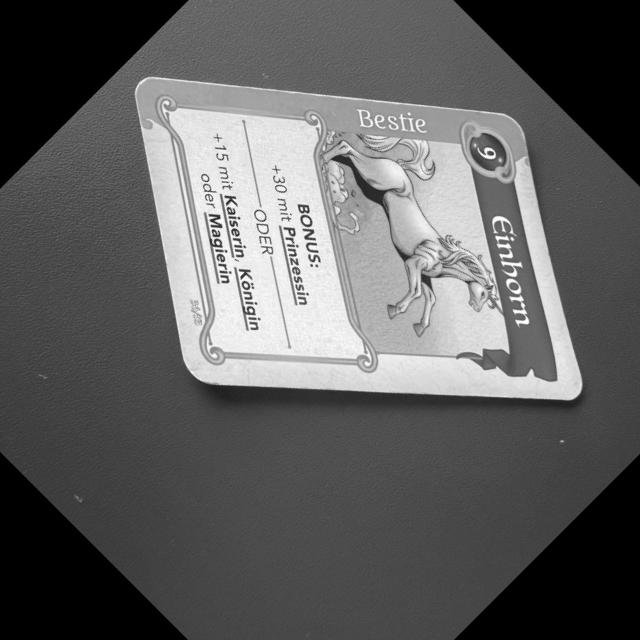 9
Einhorn
Bestie
BONUS:
+30 mit Prinzessin
ODER
+15 mit Kaiserin, Königin
oder Magierin